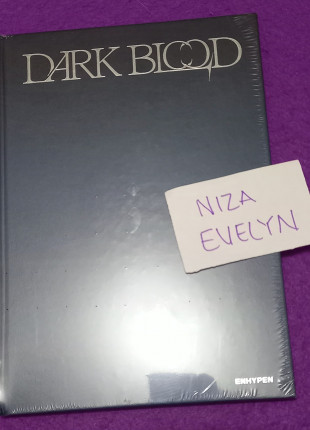 DARK BLOOD
NIZA
EVELYN
ENHYPEN